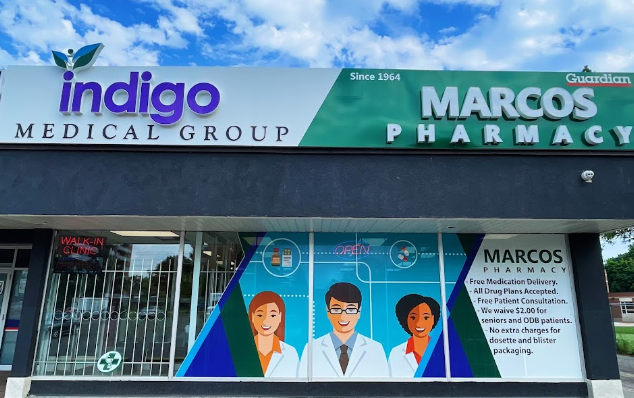 indigo
MEDICAL GROUP
Since 1964
Guardian
MARCOS
PHARMACY
WALK-IN
CLINIC
OPEN
MARCOS
PHARMACY
- Free Medication Delivery.
- All Drug Plans Accepted.
- Free Patient Consultation.
- We waive $2.00 for
seniors and ODB patients.
- No extra charges for
dosette and blister
packaging.